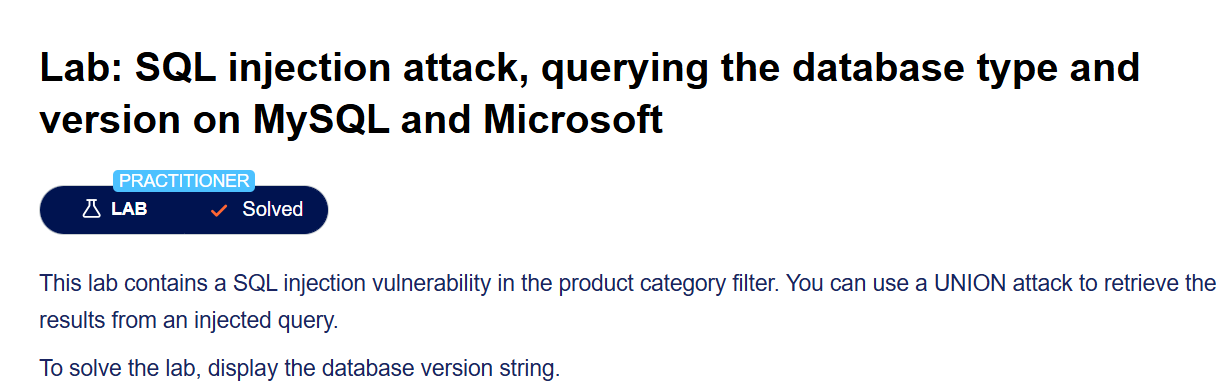 Lab: SQL injection attack, querying the database type and
version on MySQL and Microsoft
PRACTITIONER
LAB Solved
This lab contains a SQL injection vulnerability in the product category filter. You can use a UNION attack to retrieve the
results from an injected query.
To solve the lab, display the database version string.